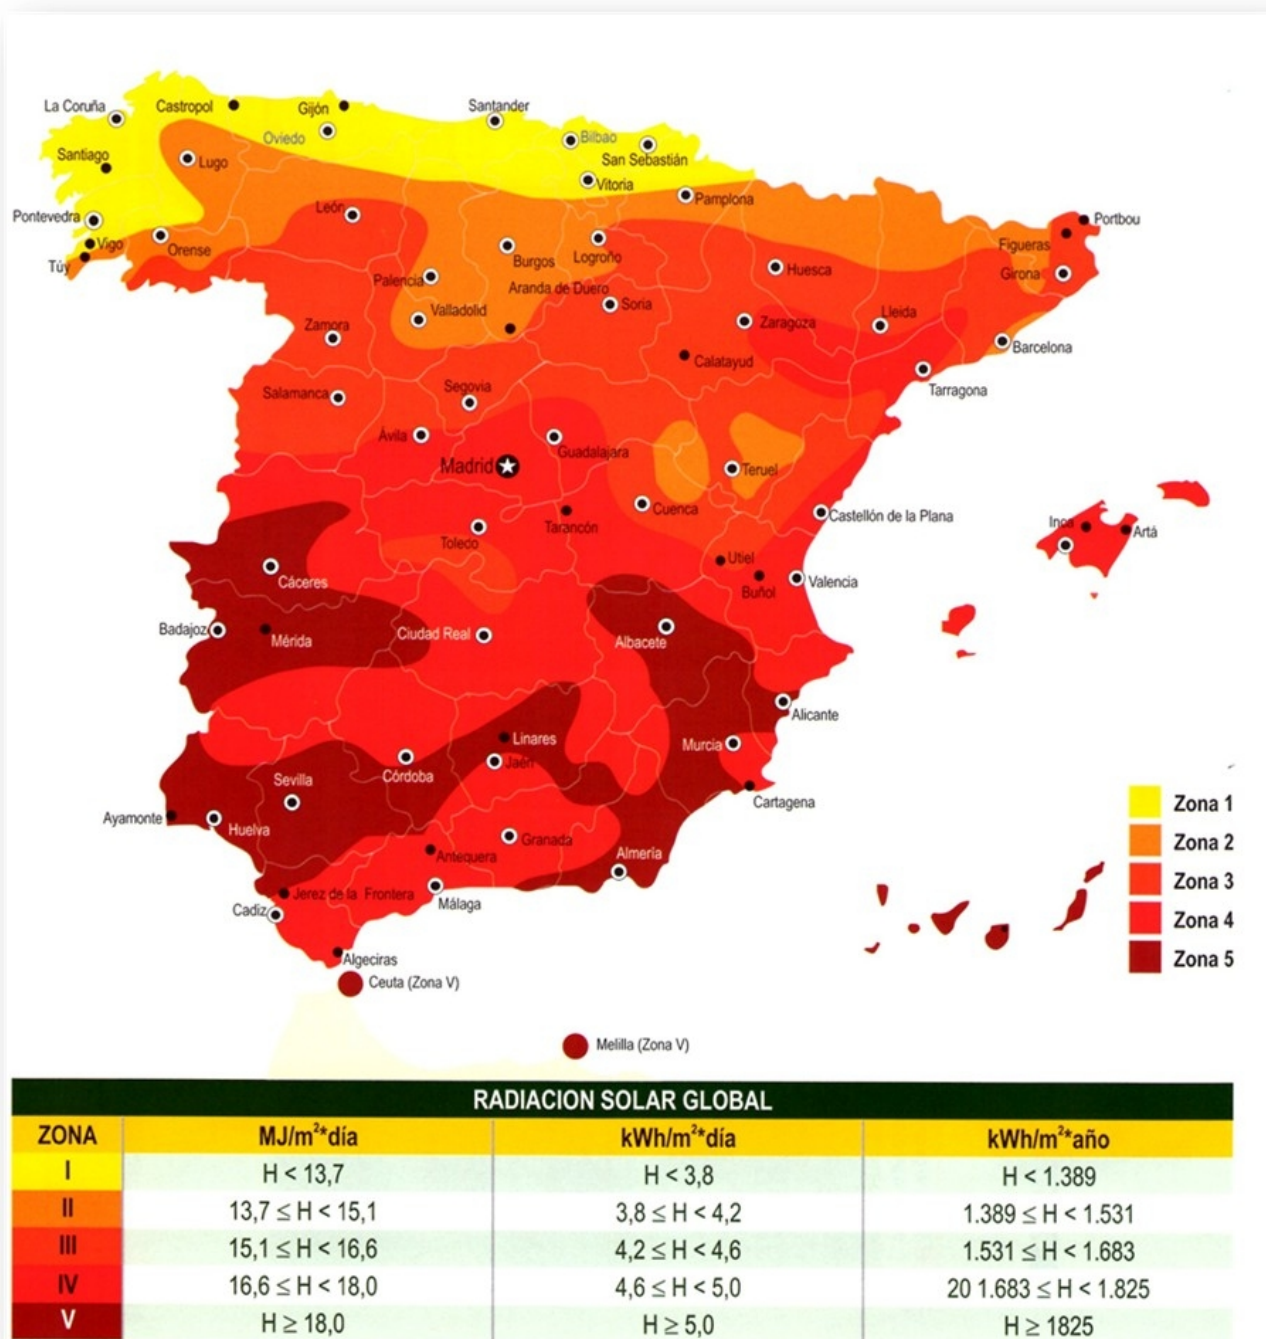 La Coruña
Castropol
Gijón
Santander
Oviedo
Bilbao
San Sebastián
Santiago
Lugo
Vitoria
Pamplona
León
Pontevedra
Portbou
Vigo
Orense
Figueras
Túy
Burgos
Logroño
Huesca
Girona
Palencia
Aranda de Duero
Soria
Valladolid
Zaragoza
Lleida
Zamora
Barcelona
Calatayud
Tarragona
Salamanca
Segovia
Ávila
Guadalajara
Madrid
Teruel
Cuenca
Castellón de la Plana
Inca
Artá
Tarancón
Toledo
Utiel
Cáceres
Buñol
Valencia
Badajoz
Mérida
Ciudad Real
Albacete
Alicante
Linares
Murcia
Jaén
Córdoba
Sevilla
Cartagena
Ayamonte
Huelva
Granada
Antequera
Almería
Jerez de la Frontera
Málaga
Cadiz
Algeciras
Ceuta (Zona V)
Melilla (Zona V)
Zona 1
Zona 2
Zona 3
Zona 4
Zona 5
RADIACION SOLAR GLOBAL
ZONA MJ/m²*día kWh/m²*día kWh/m²*año
I H < 13,7 H < 3,8 H < 1.389
II 13,7 ≤ H < 15,1 3,8 ≤ H < 4,2 1.389 ≤ H < 1.531
III 15,1 ≤ H < 16,6 4,2 ≤ H < 4,6 1.531 ≤ H < 1.683
IV 16,6 ≤ H < 18,0 4,6 ≤ H < 5,0 20 1.683 ≤ H < 1.825
V H ≥ 18,0 H ≥ 5,0 H ≥ 1825